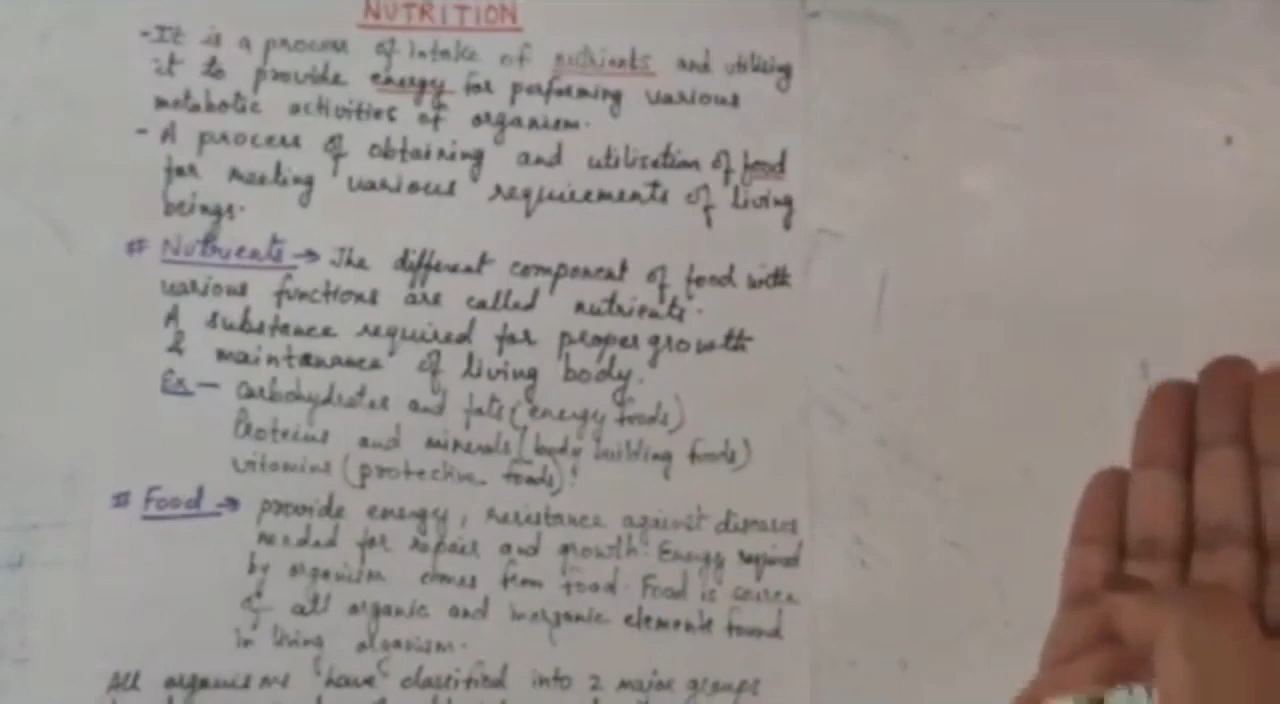 NUTRITION
- It is a process of intake of nutrients and utilising
it to provide energy for performing various
metabolic activities of organism.
- A process of obtaining and utilisation of food
for meeting various requirements of living
beings.
# Nutrients → The different component of food with
various functions are called nutrients.
A substance required for proper growth
& maintanance of living body.
Ex - Carbohydrates and fats (energy foods)
Proteins and minerals (body building foods)
vitamins (protective foods)
# Food → provide energy, resistance against diseases
needed for repair and growth. Energy required
by organism comes from food. Food is source
of all organic and inorganic elements found
in living organism.
All organisms have classified into 2 major groups